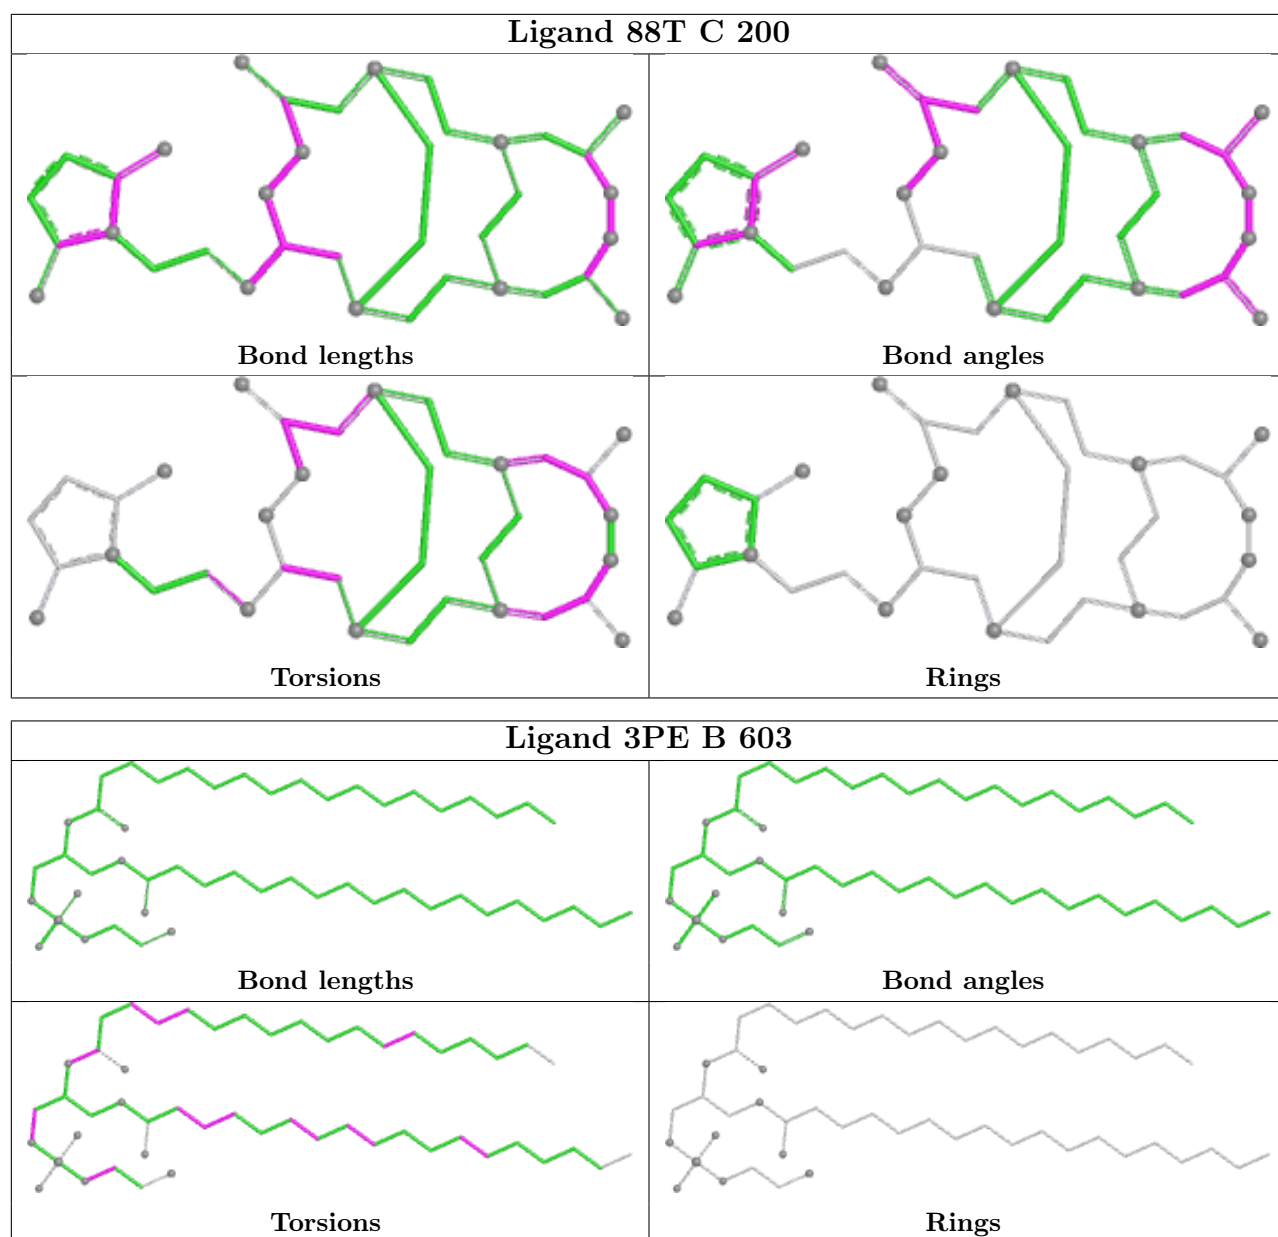 Ligand 88T C 200
Bond lengths
Bond angles
Torsions
Rings
Ligand 3PE B 603
Bond lengths
Bond angles
Torsions
Rings